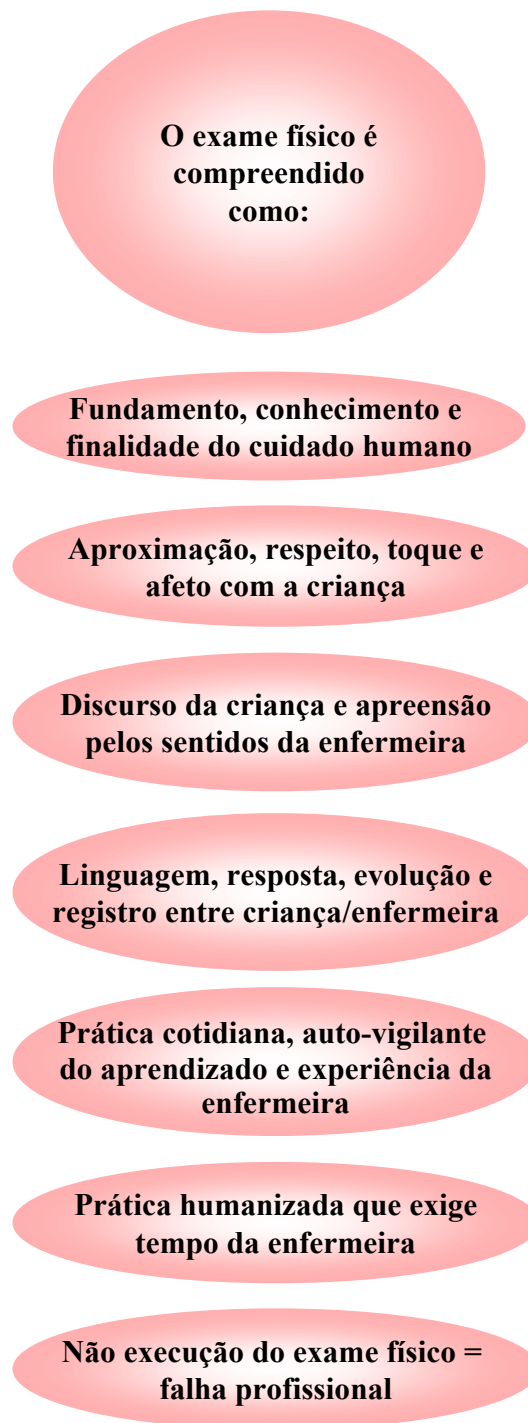 O exame físico é
compreendido
como:
Fundamento, conhecimento e
finalidade do cuidado humano
Aproximação, respeito, toque e
afeto com a criança
Discurso da criança e apreensão
pelos sentidos da enfermeira
Linguagem, resposta, evolução e
registro entre criança/enfermeira
Prática cotidiana, auto-vigilante
do aprendizado e experiência da
enfermeira
Prática humanizada que exige
tempo da enfermeira
Não execução do exame físico =
falha profissional